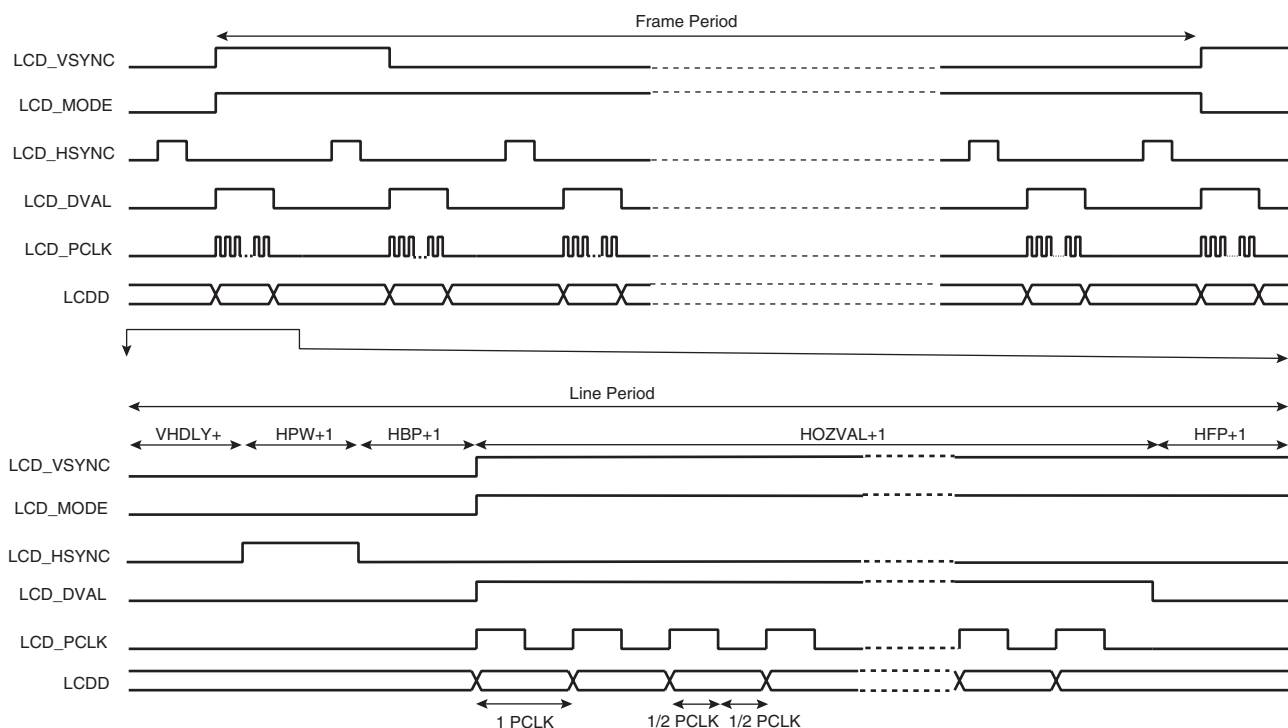 Frame Period
LCD_VSYNC
LCD_MODE
LCD_HSYNC
LCD_DVAL
LCD_PCLK
LCDD
Line Period
VHDLY+ HPW+1 HBP+1 HOZVAL+1 HFP+1
LCD_VSYNC
LCD_MODE
LCD_HSYNC
LCD_DVAL
LCD_PCLK
LCDD
1 PCLK 1/2 PCLK 1/2 PCLK